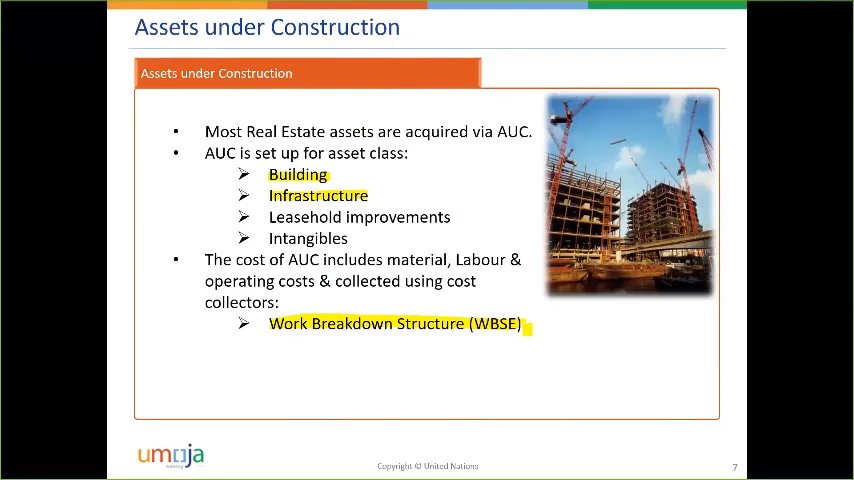 Assets under Construction
Assets under Construction
• Most Real Estate assets are acquired via AUC.
• AUC is set up for asset class:
➢ Building
➢ Infrastructure
➢ Leasehold improvements
➢ Intangibles
• The cost of AUC includes material, Labour &
operating costs & collected using cost
collectors:
➢ Work Breakdown Structure (WBSE)
umoja
Copyright © United Nations
7